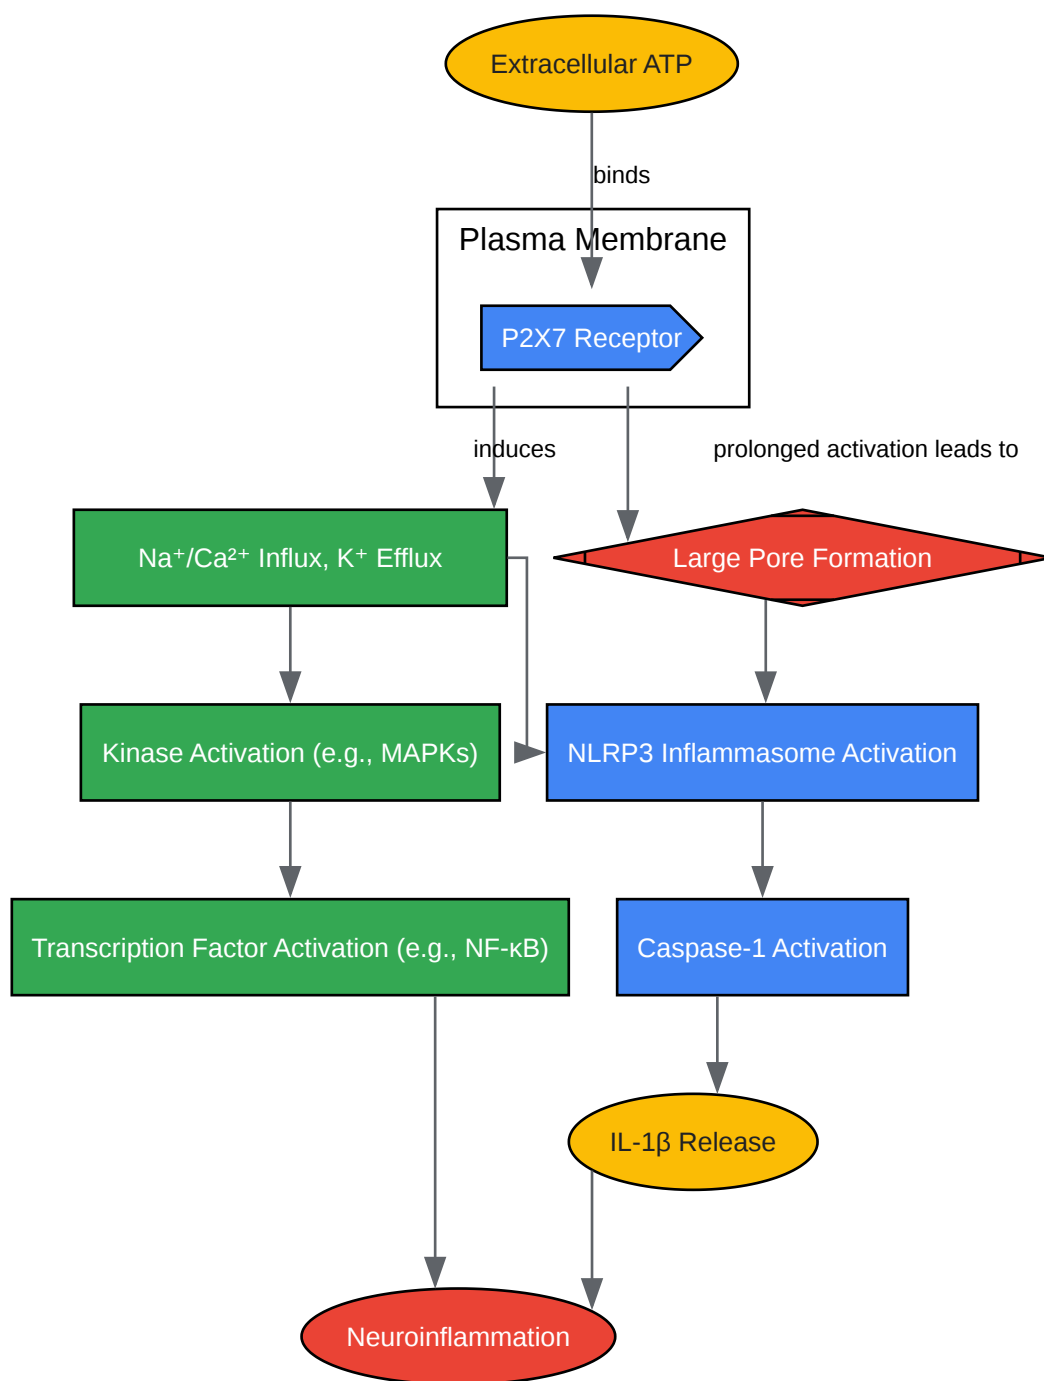 Extracellular ATP
binds
Plasma Membrane
P2X7 Receptor
induces
prolonged activation leads to
Na⁺/Ca²⁺ Influx, K⁺ Efflux
Large Pore Formation
Kinase Activation (e.g., MAPKs)
NLRP3 Inflammasome Activation
Transcription Factor Activation (e.g., NF-κB)
Caspase-1 Activation
IL-1β Release
Neuroinflammation